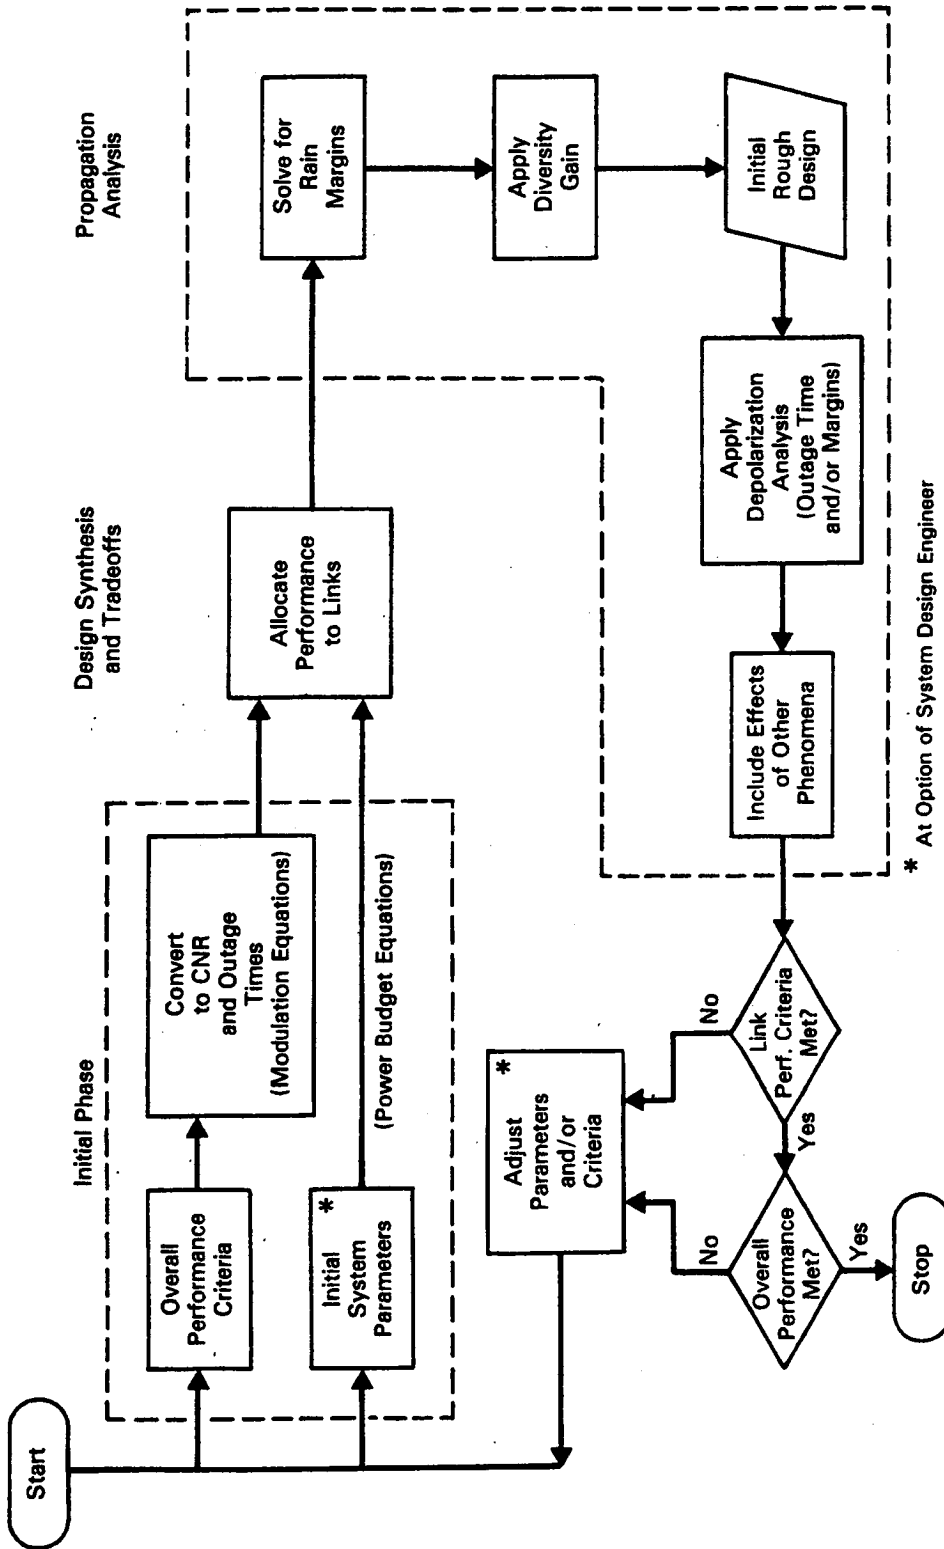 Initial Phase
Design Synthesis
and Tradeoffs
Propagation
Analysis
Start
Overall
Performance
Criteria
Convert
to CNR
and Outage
Times
(Modulation Equations)
Initial
System
Parameters
*
(Power Budget Equations)
Allocate
Performance
to Links
Solve for
Rain
Margins
Apply
Diversity
Gain
Initial
Rough
Design
Apply
Depolarization
Analysis
(Outage Time
and/or Margins)
Include Effects
of Other
Phenomena
Link
Perf. Criteria
Met?
No
Yes
Overall
Performance
Met?
No
Yes
Adjust
Parameters
and/or
Criteria
*
Stop
* At Option of System Design Engineer